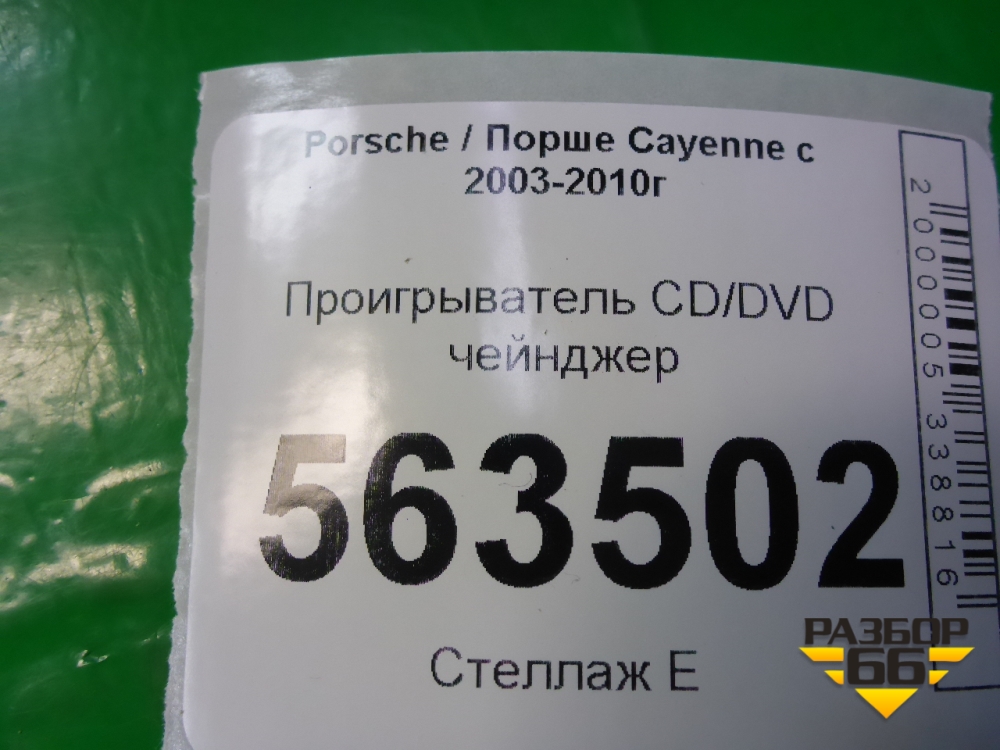 Porsche / Порше Cayenne с
2003-2010г
Проигрыватель CD/DVD
чейнджер
563502
Стеллаж E
2000005338816
РАЗБОР
66